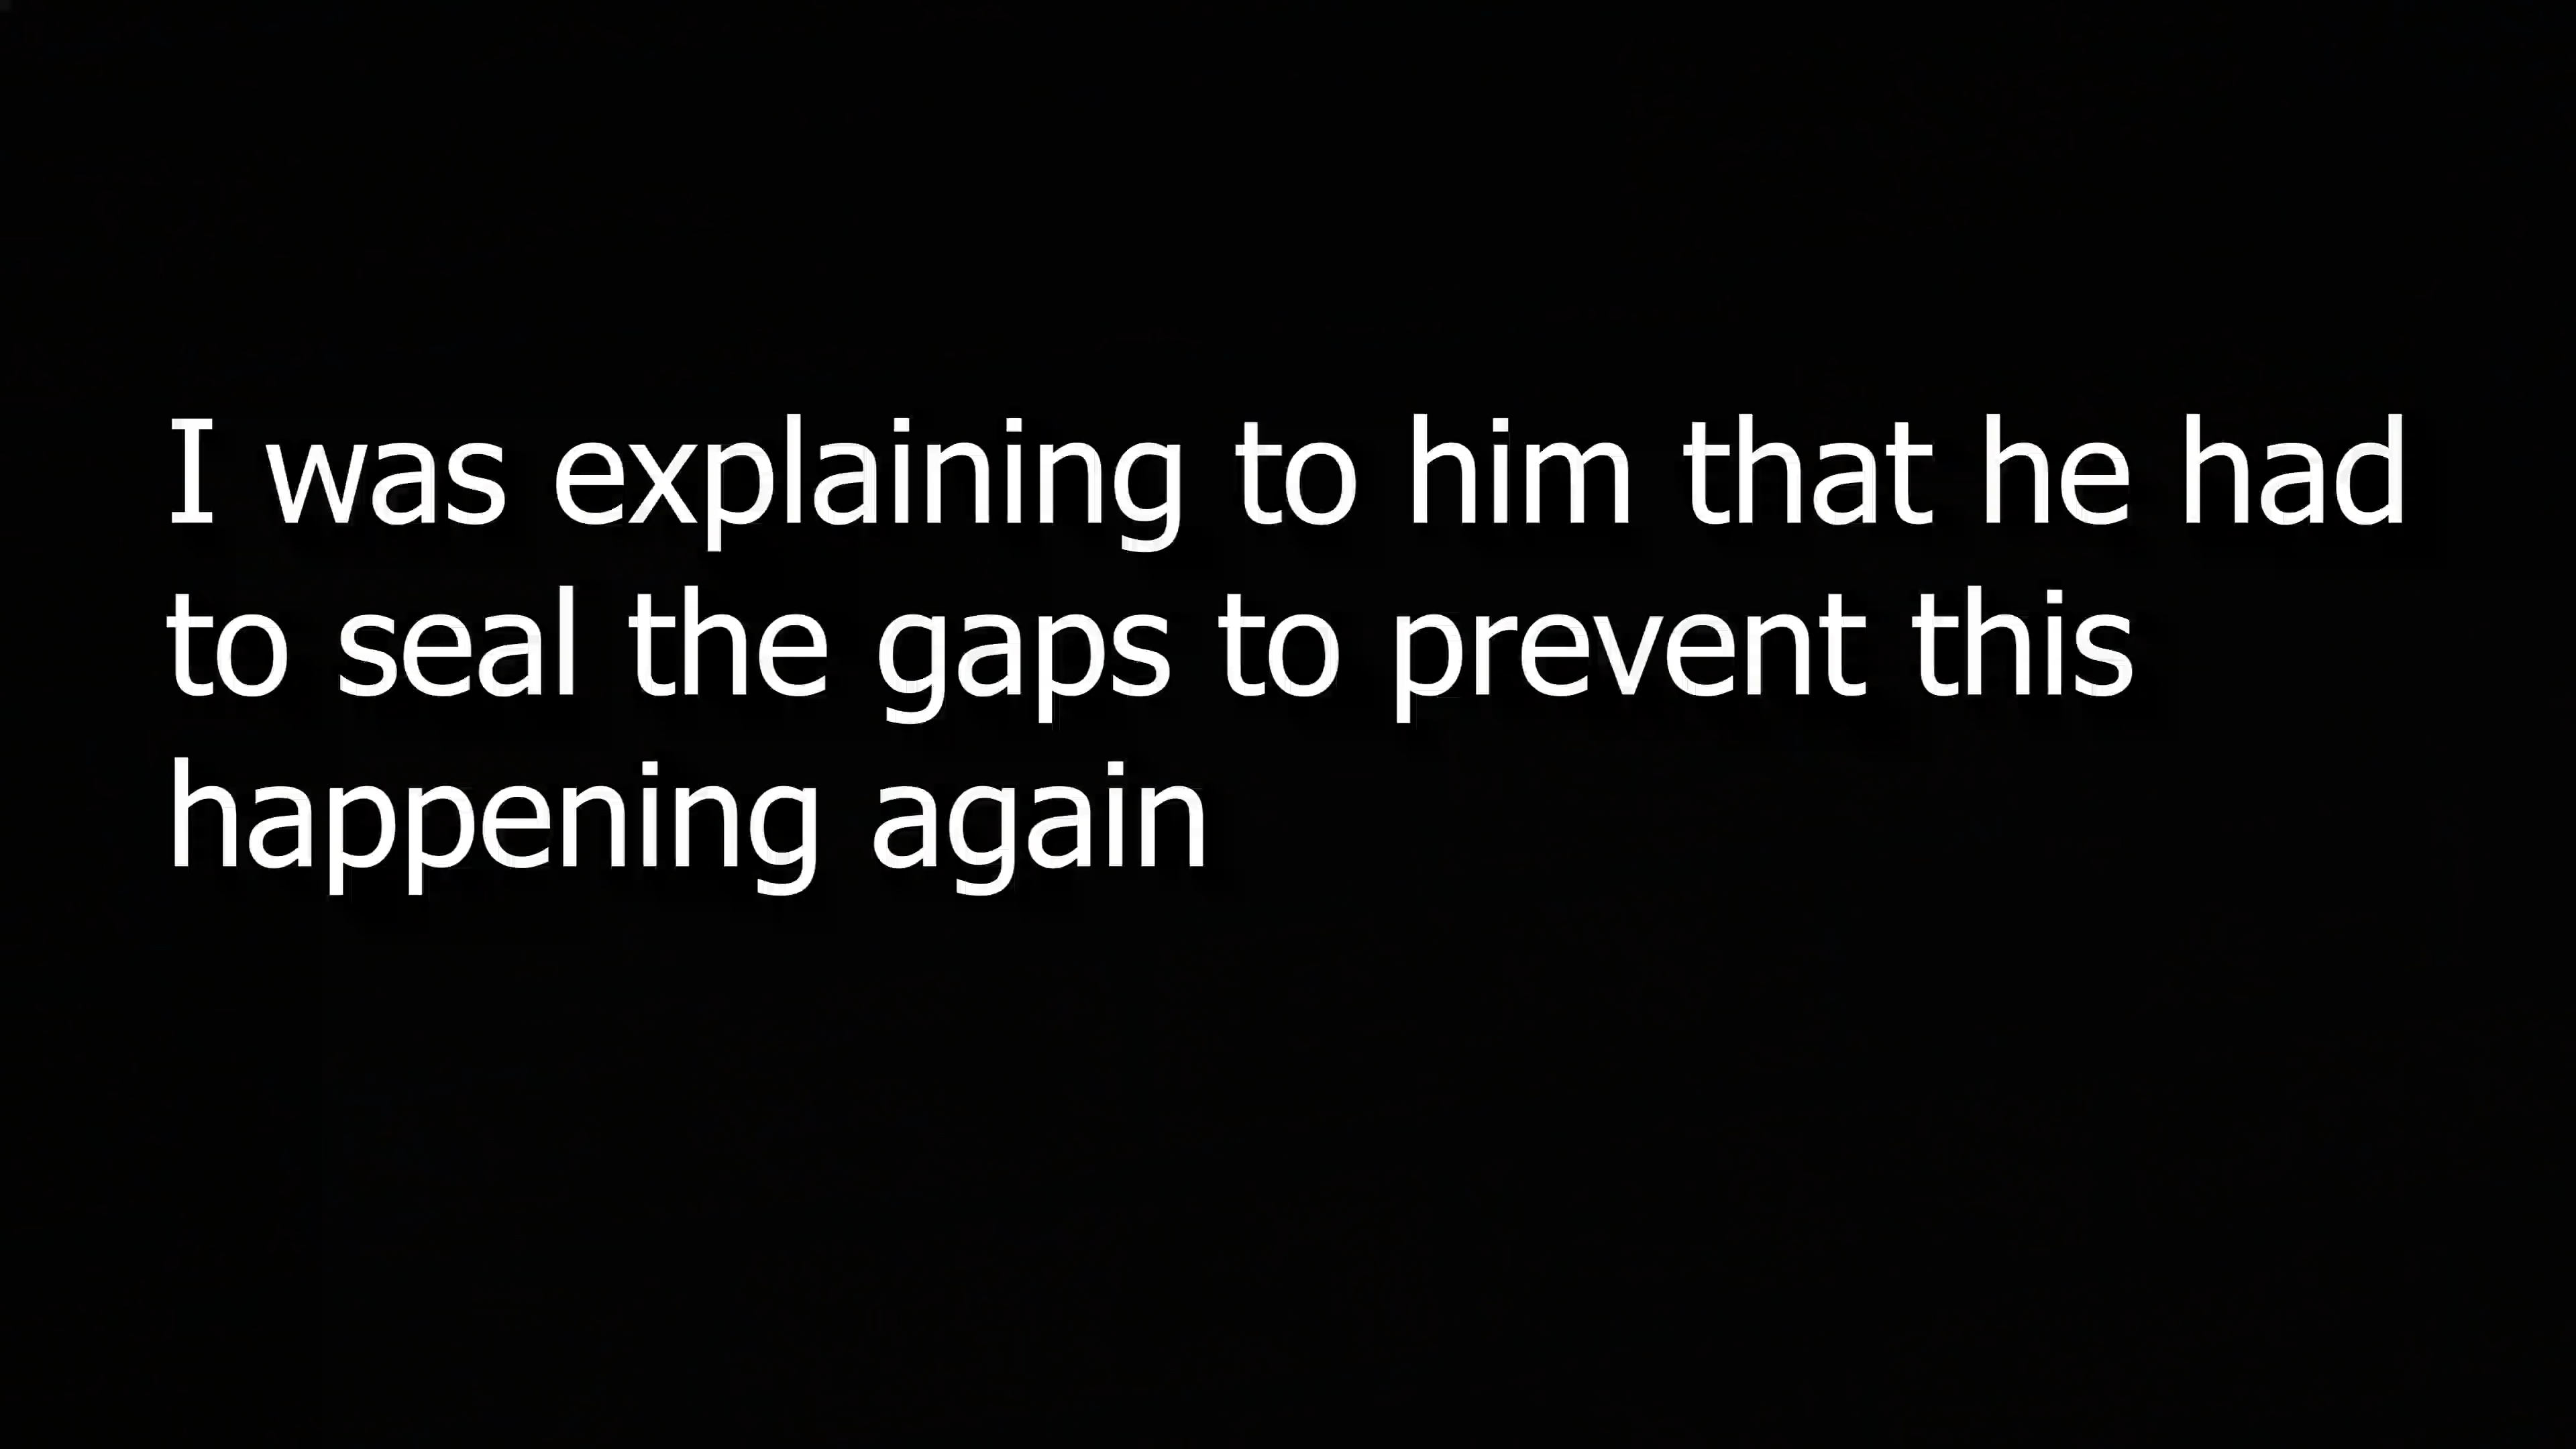 I was explaining to him that he had
to seal the gaps to prevent this
happening again